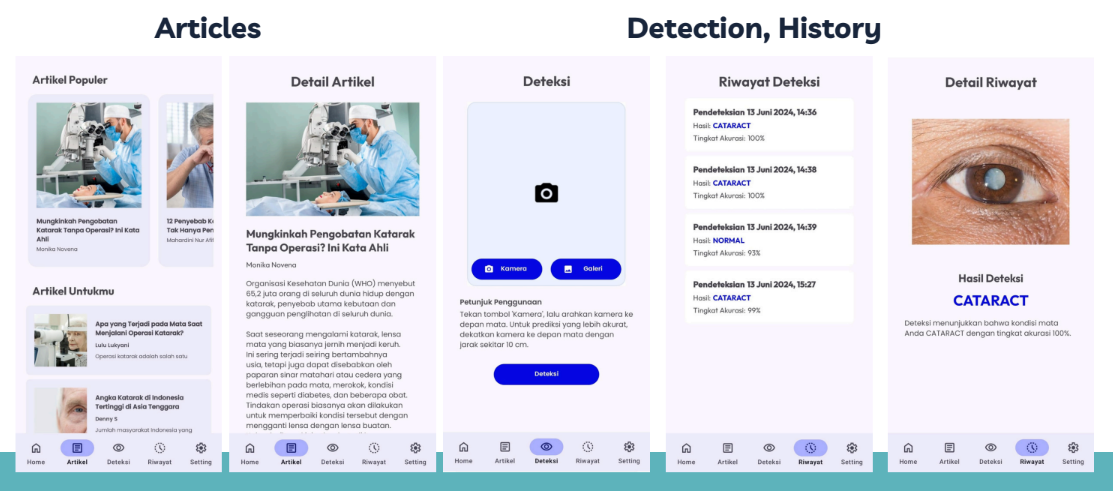 Articles
Detection, History
Artikel Populer
Mungkinkah Pengobatan
Katarak Tanpa Operasi? Ini Kata
Ahli
Monika Novena
12 Penyebab
Tak Hanya
Mahardini Nur
Artikel Untukmu
Apa yang Terjadi pada Mata Saat
Menjalani Operasi Katarak?
Lulu Lukyani
Operasi katarak adalah salah satu
Angka Katarak di Indonesia
Tertinggi di Asia Tenggara
Denny S
Jumlah masyarakat Indonesia yang
Home
Artikel
Deteksi
Riwayat
Setting
Detail Artikel
Mungkinkah Pengobatan Katarak
Tanpa Operasi? Ini Kata Ahli
Monika Novena
Organisasi Kesehatan Dunia (WHO) menyebut
65,2 juta orang di seluruh dunia hidup dengan
katarak, penyebab utama kebutaan dan
gangguan penglihatan di seluruh dunia.
Saat seseorang mengalami katarak, lensa
mata yang biasanya jernih menjadi keruh.
Ini sering terjadi seiring bertambahnya
usia, tetapi juga dapat disebabkan oleh
paparan sinar matahari atau cedera yang
berlebihan pada mata, merokok, kondisi
medis seperti diabetes, dan beberapa obat.
Tindakan operasi biasanya akan dilakukan
untuk memperbaiki kondisi tersebut dengan
mengganti lensa dengan lensa buatan.
Home
Artikel
Deteksi
Riwayat
Setting
Deteksi
Kamera
Galeri
Petunjuk Penggunaan
Tekan tombol 'Kamera', lalu arahkan kamera ke
depan mata. Untuk prediksi yang lebih akurat,
dekatkan kamera ke depan mata dengan
jarak sekitar 10 cm.
Deteksi
Home
Artikel
Deteksi
Riwayat
Setting
Riwayat Deteksi
Pendeteksian 13 Juni 2024, 14:36
Hasil: CATARACT
Tingkat Akurasi: 100%
Pendeteksian 13 Juni 2024, 14:38
Hasil: CATARACT
Tingkat Akurasi: 100%
Pendeteksian 13 Juni 2024, 14:39
Hasil: NORMAL
Tingkat Akurasi: 93%
Pendeteksian 13 Juni 2024, 15:27
Hasil: CATARACT
Tingkat Akurasi: 99%
Home
Artikel
Deteksi
Riwayat
Setting
Detail Riwayat
Hasil Deteksi
CATARACT
Deteksi menunjukkan bahwa kondisi mata
Anda CATARACT dengan tingkat akurasi 100%.
Home
Artikel
Deteksi
Riwayat
Setting